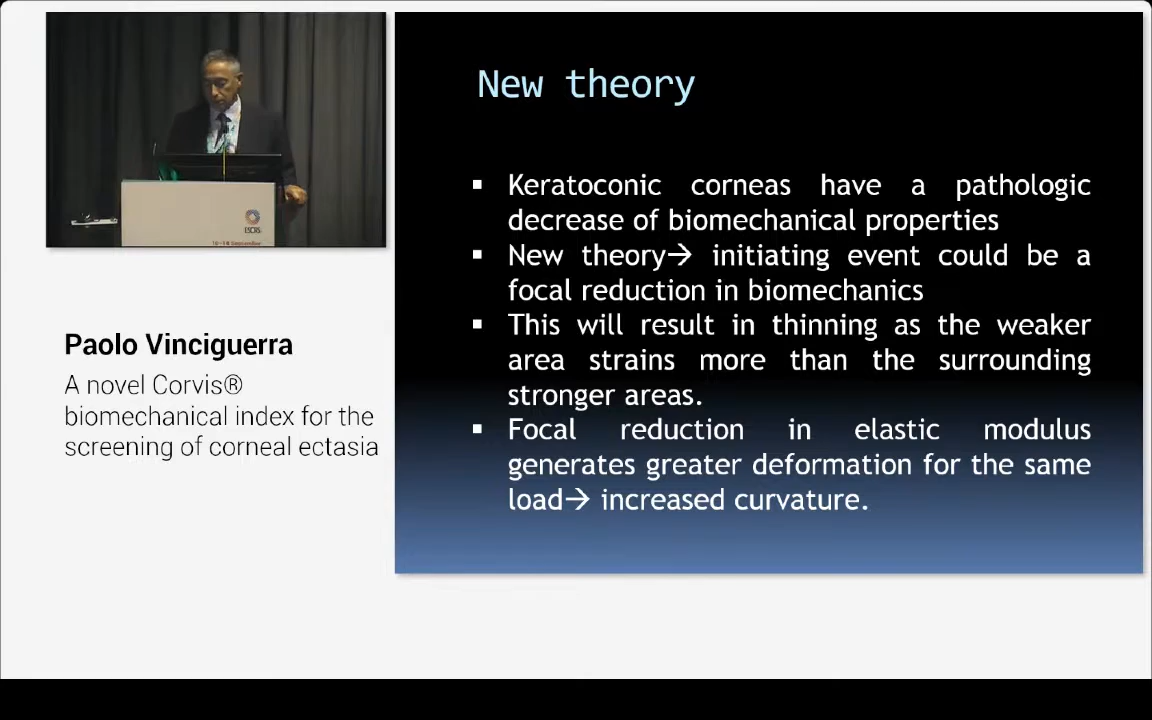 New theory
▪ Keratoconic corneas have a pathologic
decrease of biomechanical properties
▪ New theory→ initiating event could be a
focal reduction in biomechanics
▪ This will result in thinning as the weaker
area strains more than the surrounding
stronger areas.
▪ Focal reduction in elastic modulus
generates greater deformation for the same
load→ increased curvature.
ESCRS
Paolo Vinciguerra
A novel Corvis®
biomechanical index for the
screening of corneal ectasia